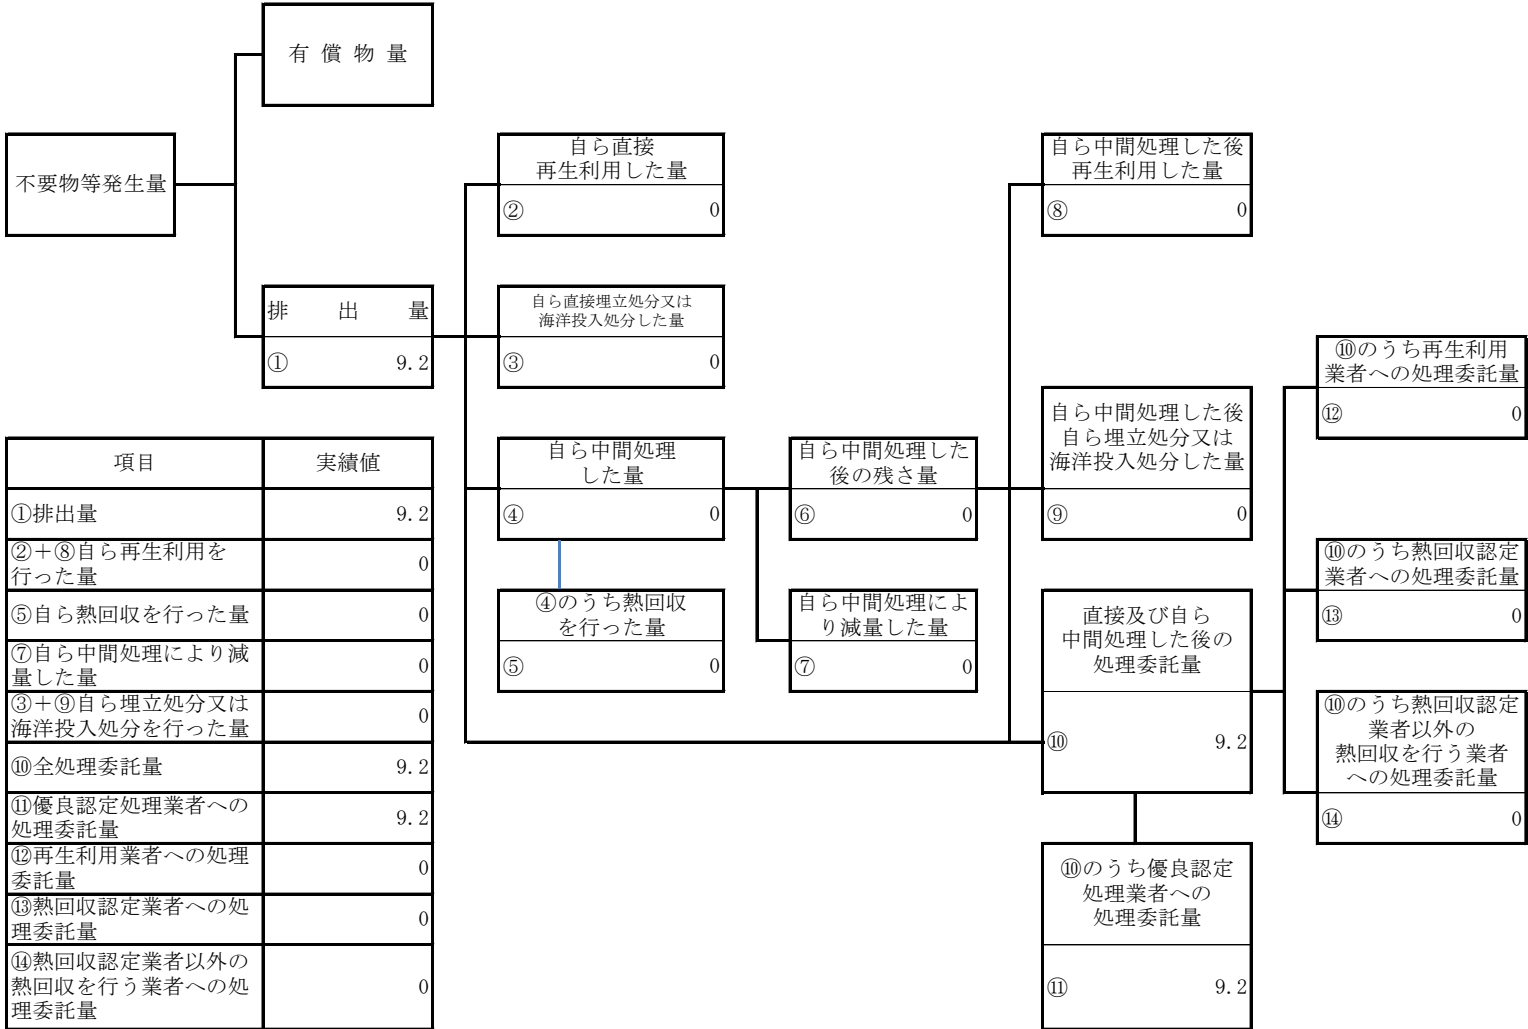 有 償 物 量
不要物等発生量
自ら直接
再生利用した量
② 0
自ら中間処理した後
再生利用した量
⑧ 0
排 出 量
① 9.2
自ら直接埋立処分又は
海洋投入処分した量
③ 0
⑩のうち再生利用
業者への処理委託量
⑫ 0
自ら中間処理した量
④ 0
自ら中間処理した
後の残さ量
⑥ 0
自ら中間処理した後
自ら埋立処分又は
海洋投入処分した量
⑨ 0
⑩のうち熱回収認定
業者への処理委託量
⑬ 0
④のうち熱回収
を行った量
⑤ 0
自ら中間処理によ
り減量した量
⑦ 0
直接及び自ら
中間処理した後の
処理委託量
⑩ 9.2
⑩のうち熱回収認定
業者以外の
熱回収を行う業者
への処理委託量
⑭ 0
⑩のうち優良認定
処理業者への
処理委託量
⑪ 9.2
項目 実績値
①排出量 9.2
②＋⑧自ら再生利用を
行った量 0
⑤自ら熱回収を行った量 0
⑦自ら中間処理により減
量した量 0
③＋⑨自ら埋立処分又は
海洋投入処分を行った量 0
⑩全処理委託量 9.2
⑪優良認定処理業者への
処理委託量 9.2
⑫再生利用業者への処理
委託量 0
⑬熱回収認定業者への処
理委託量 0
⑭熱回収認定業者以外の
熱回収を行う業者への処
理委託量 0